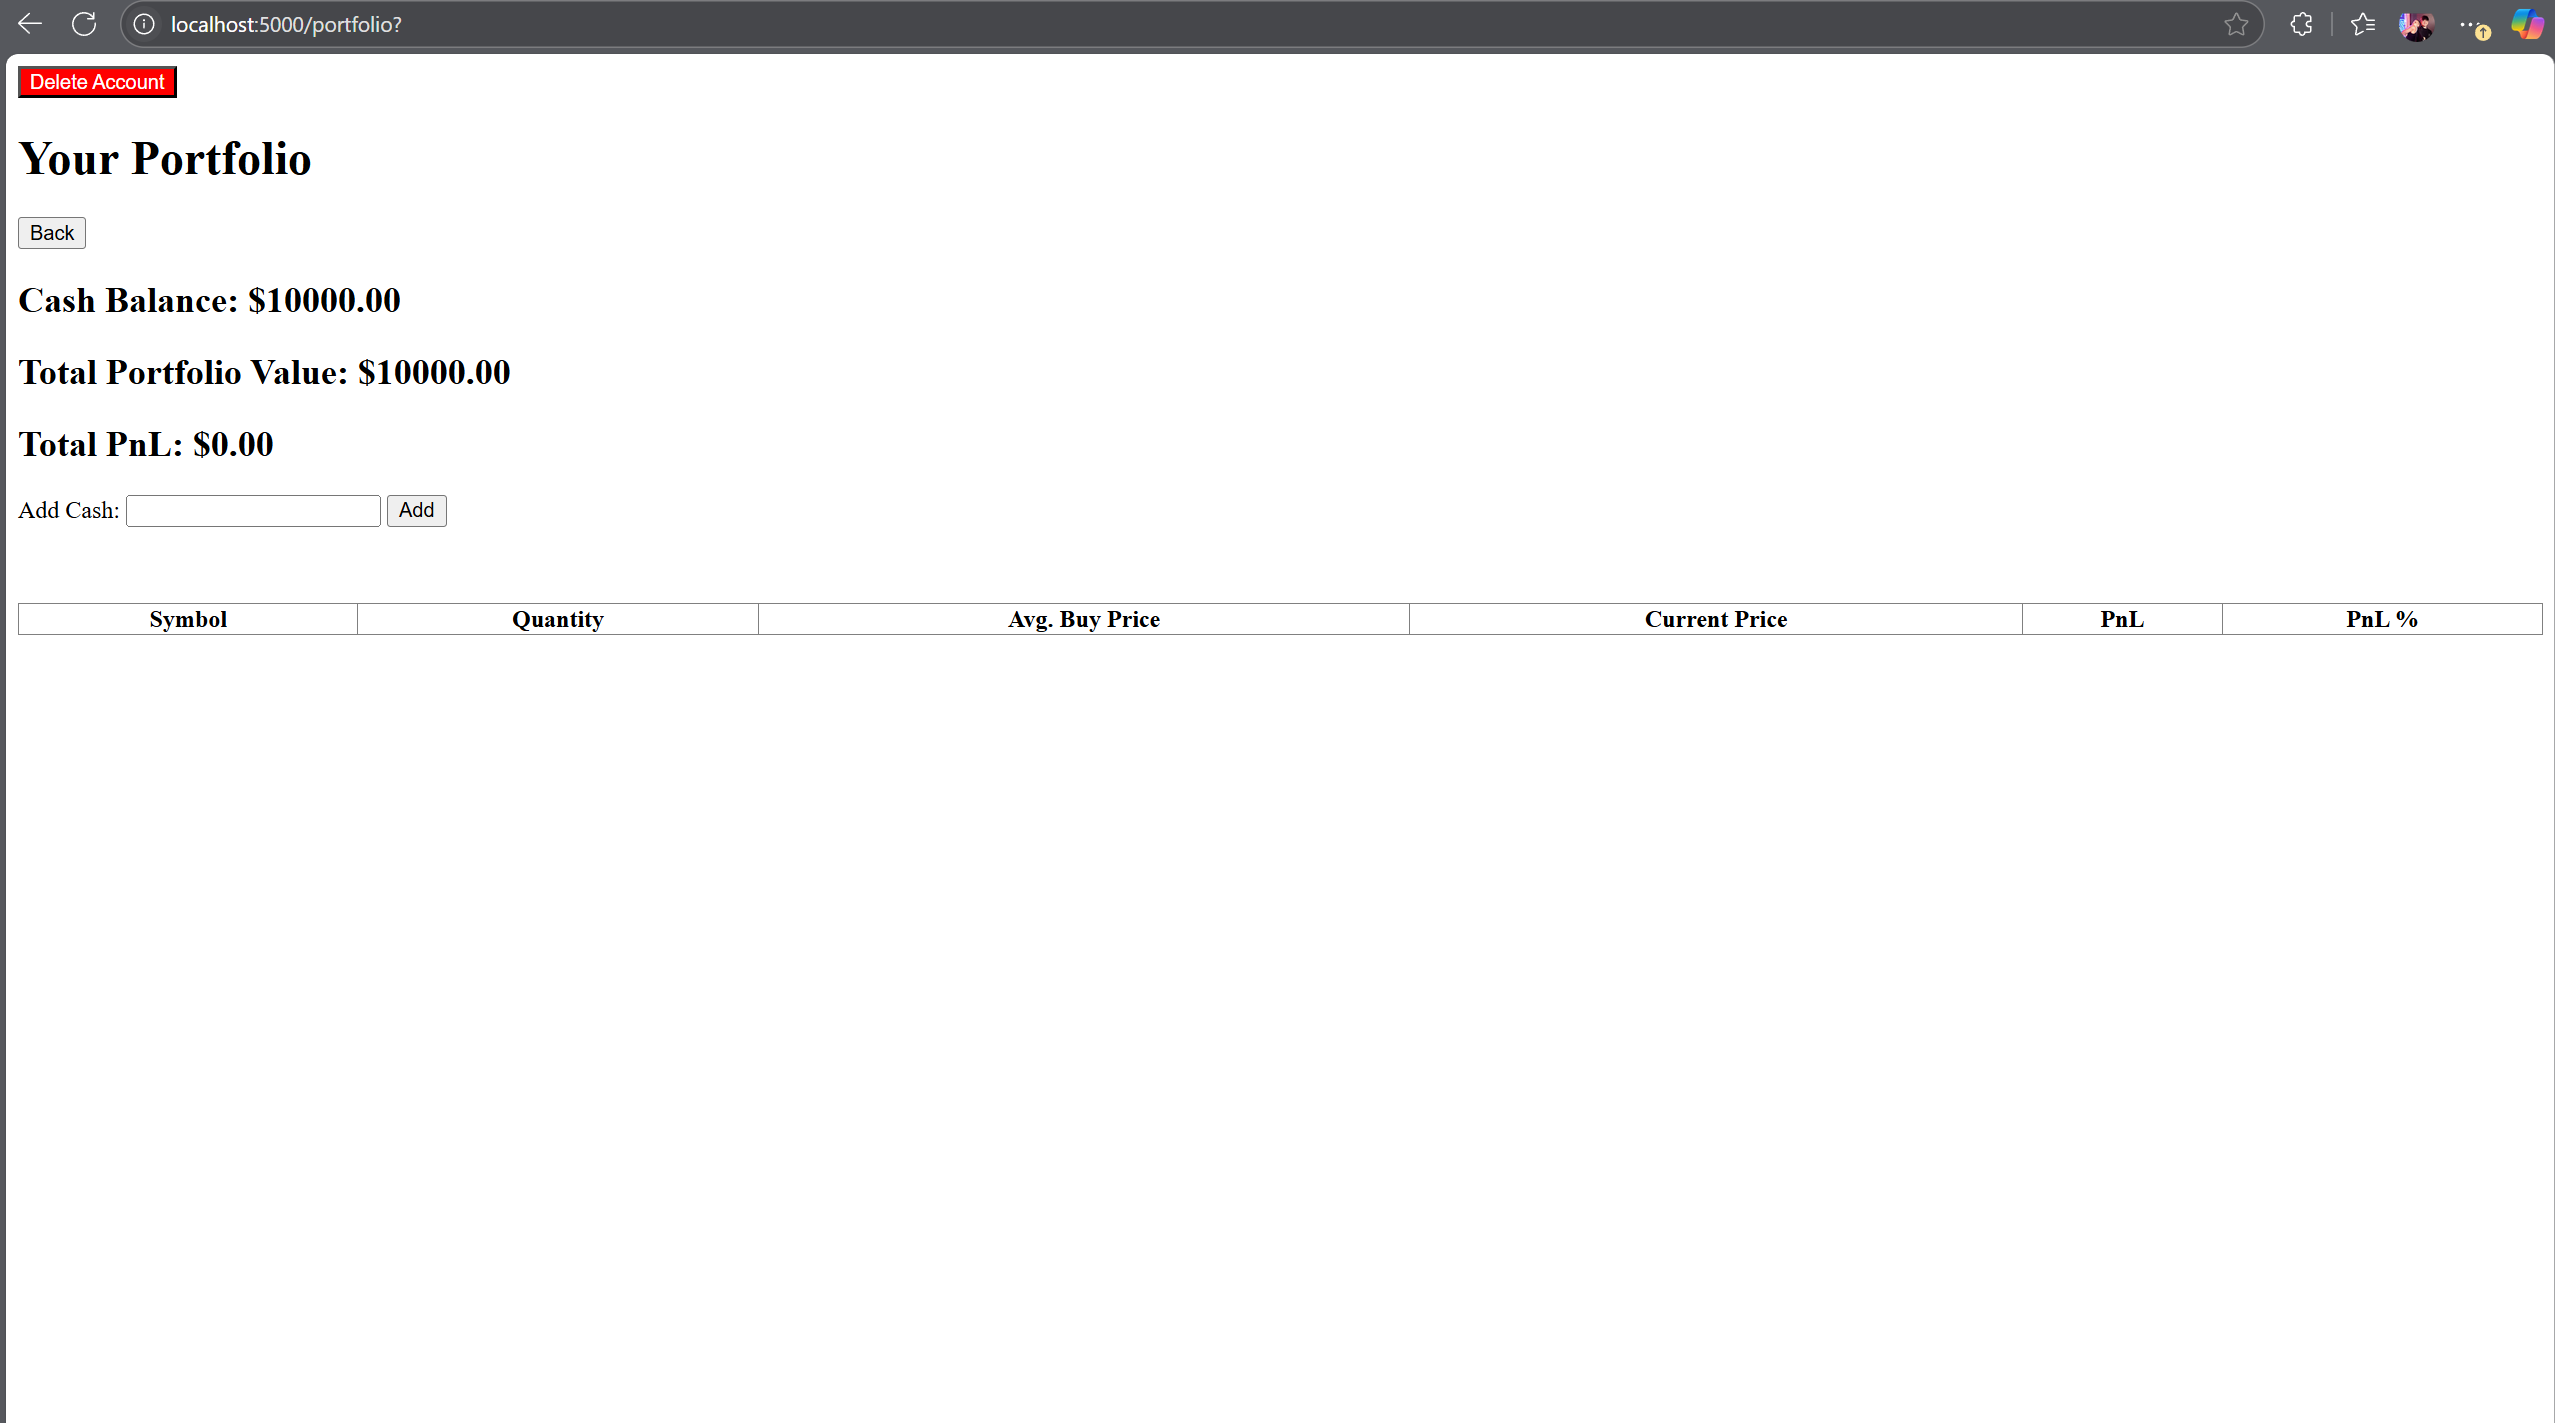 localhost:5000/portfolio?
Delete Account
Your Portfolio
Back
Cash Balance: $10000.00
Total Portfolio Value: $10000.00
Total PnL: $0.00
Add Cash: Add
Symbol Quantity Avg. Buy Price Current Price PnL PnL %